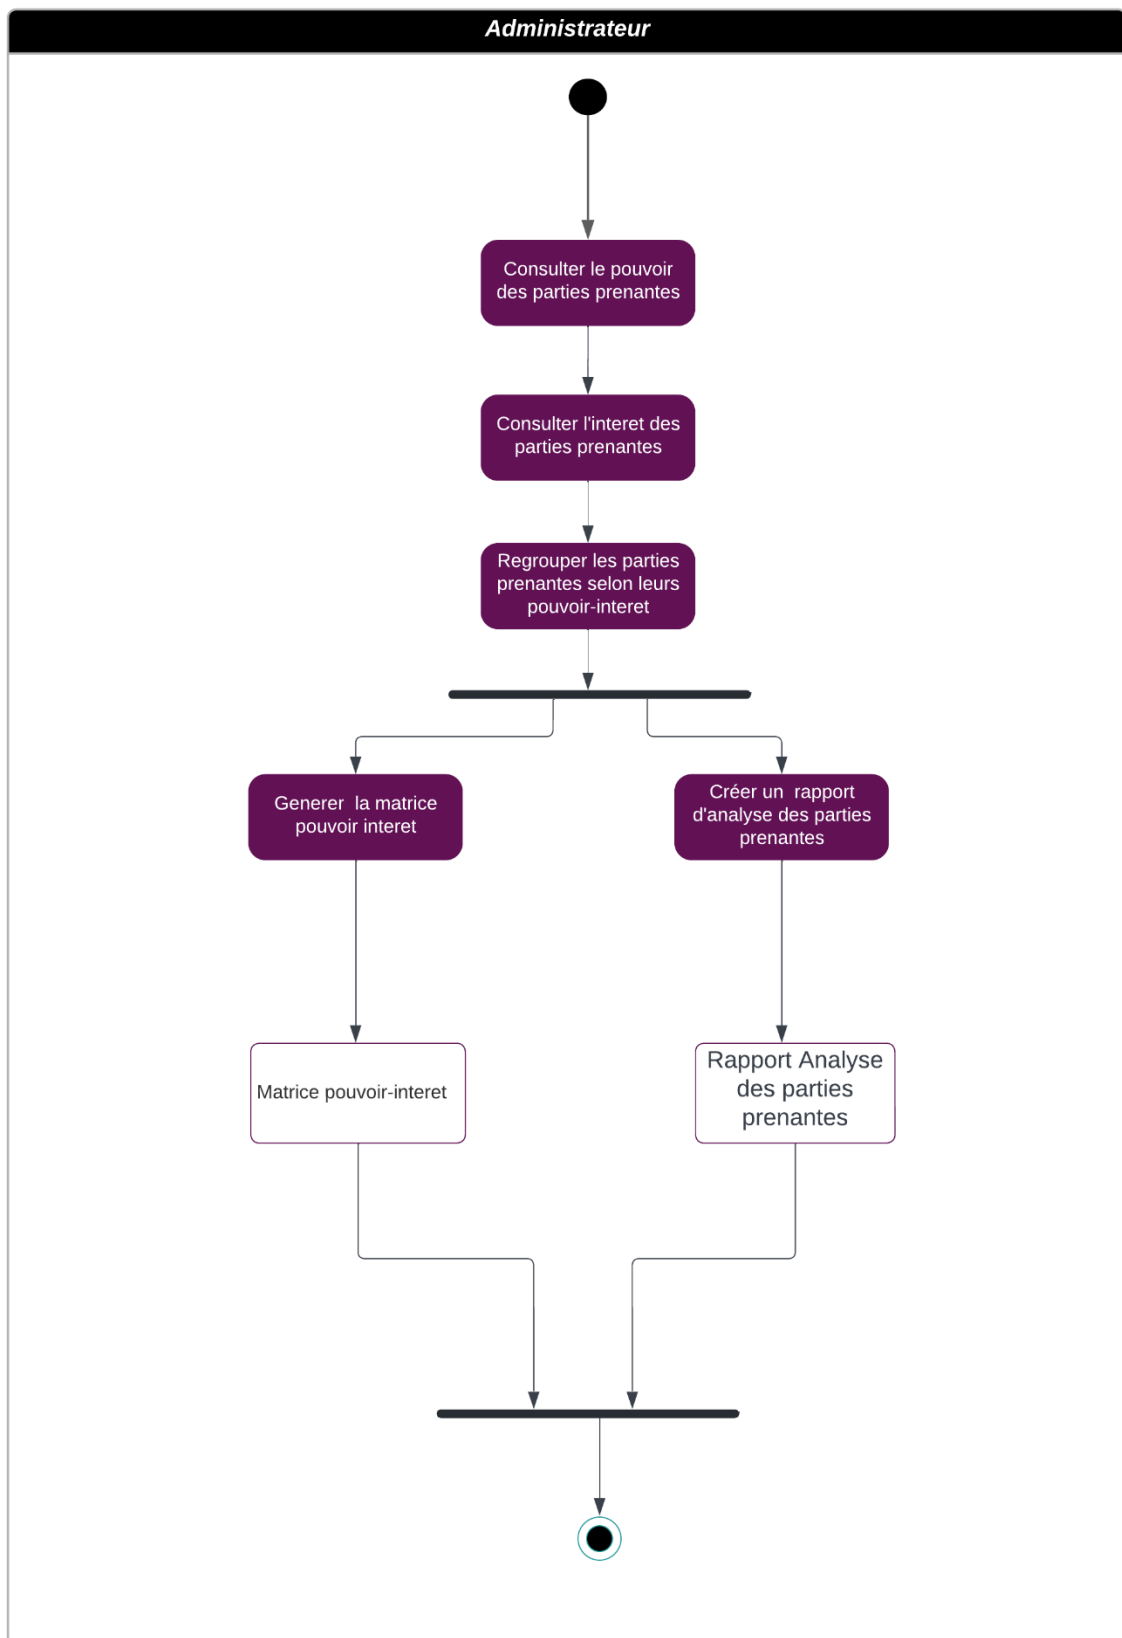 Administrateur
Consulter le pouvoir
des parties prenantes
Consulter l'interet des
parties prenantes
Regrouper les parties
prenantes selon leurs
pouvoir-interet
Generer  la matrice
pouvoir interet
Créer un  rapport
d'analyse des parties
prenantes
Matrice pouvoir-interet
Rapport Analyse
des parties
prenantes